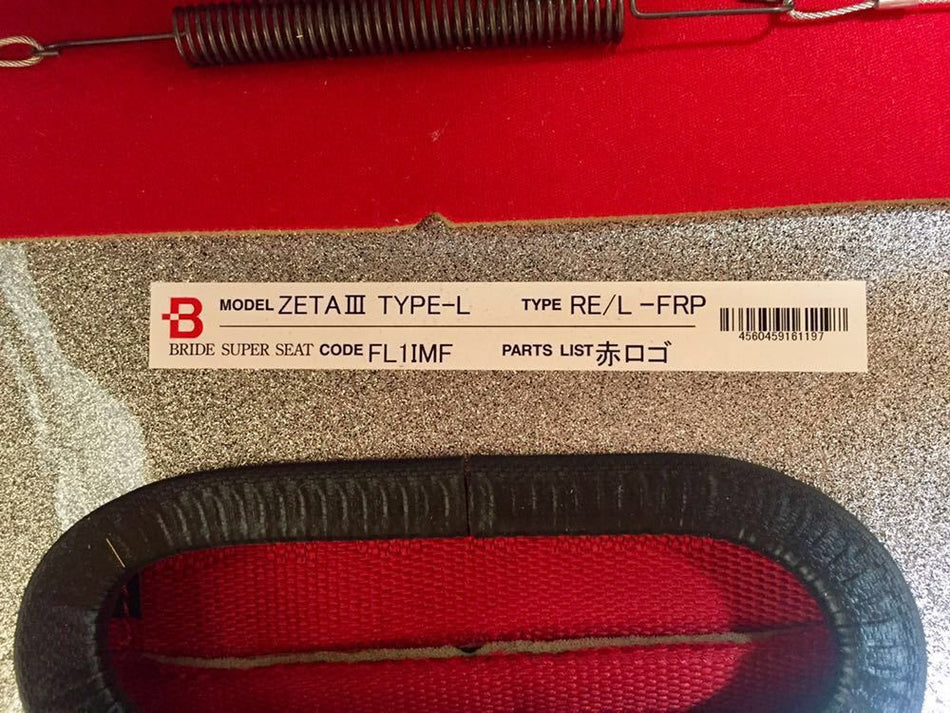 B MODEL ZETAⅢ TYPE-L TYPE RE/L -FRP
4560459161197
BRIDE SUPER SEAT CODE FL1IMF PARTS LIST 赤ロゴ